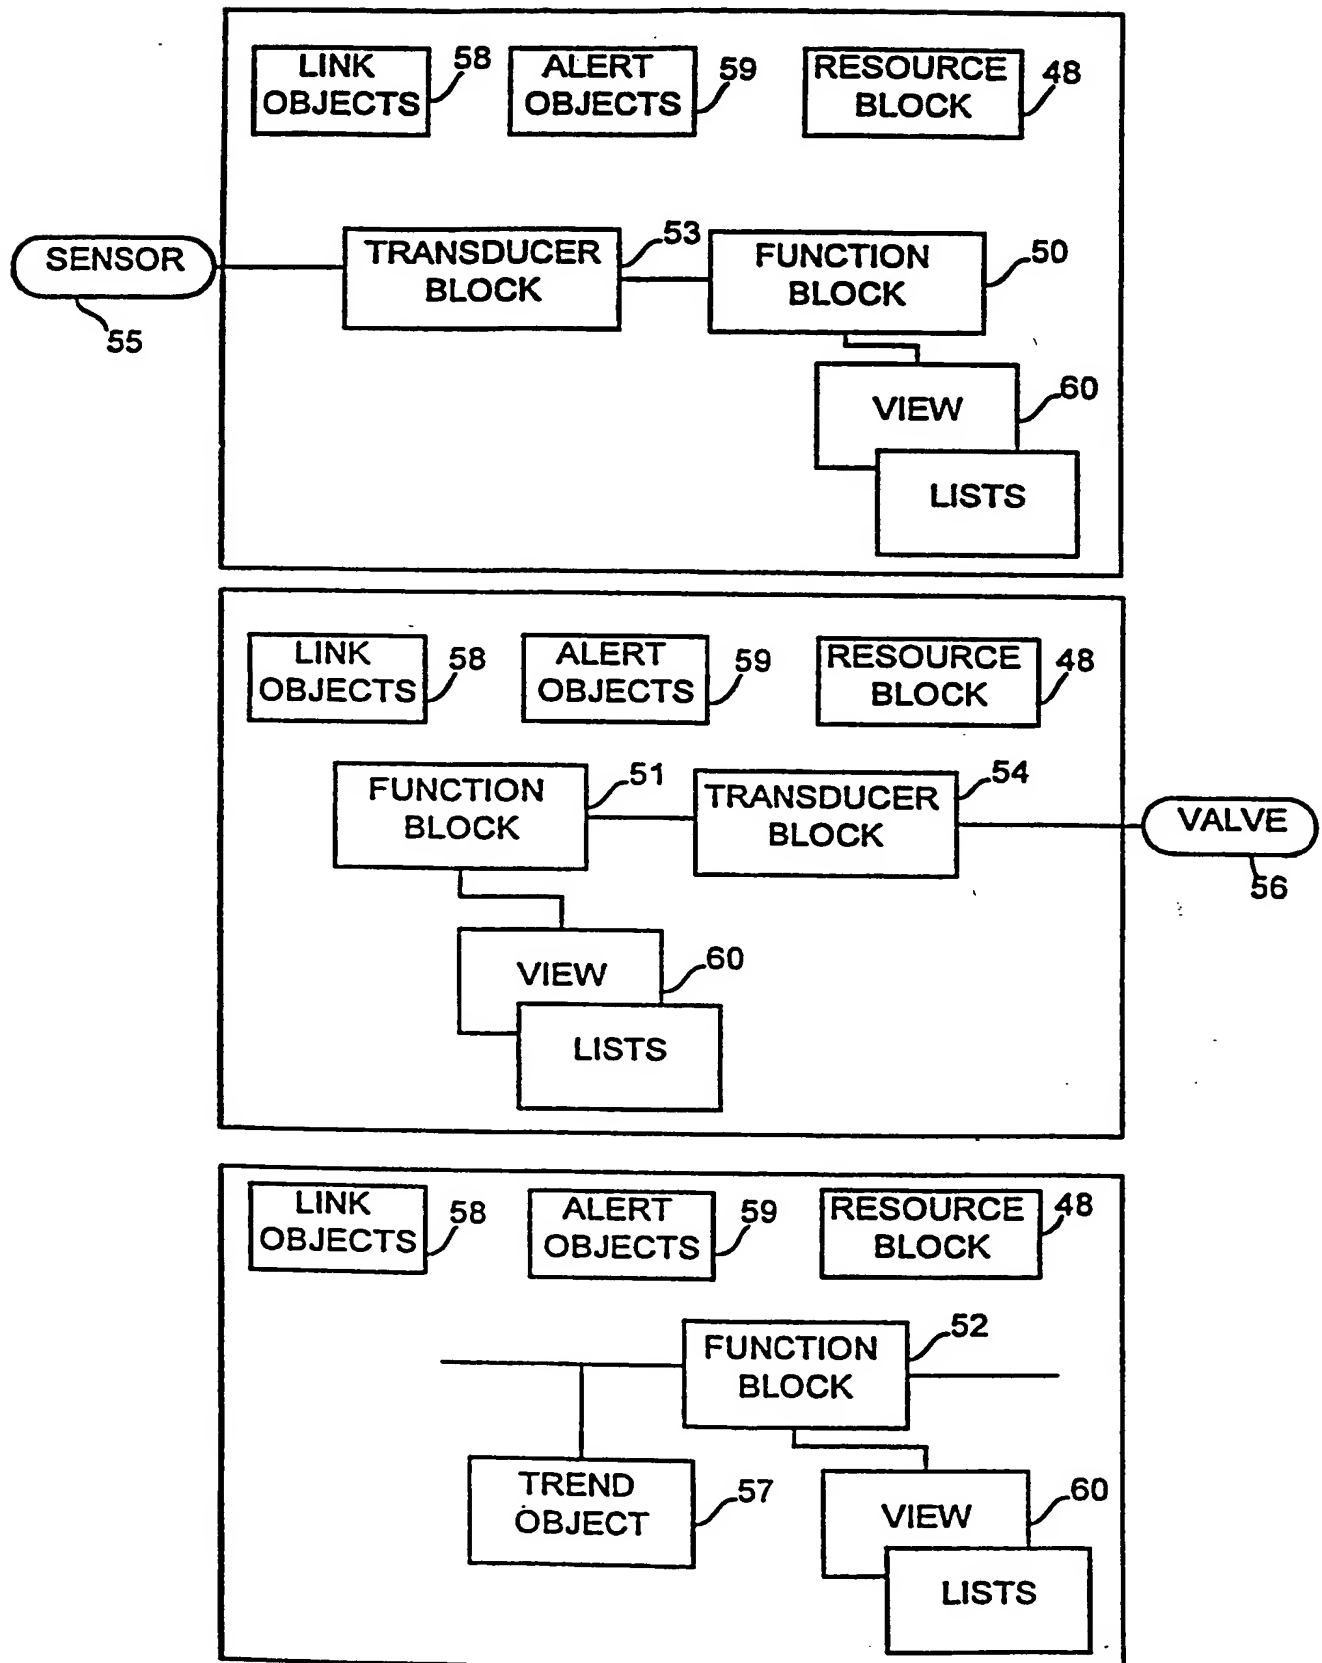 LINK
OBJECTS
58
ALERT
OBJECTS
59
RESOURCE
BLOCK
48
SENSOR
55
TRANSDUCER
BLOCK
53
FUNCTION
BLOCK
50
VIEW
60
LISTS
LINK
OBJECTS
58
ALERT
OBJECTS
59
RESOURCE
BLOCK
48
FUNCTION
BLOCK
51
TRANSDUCER
BLOCK
54
VALVE
56
VIEW
60
LISTS
LINK
OBJECTS
58
ALERT
OBJECTS
59
RESOURCE
BLOCK
48
FUNCTION
BLOCK
52
TREND
OBJECT
57
VIEW
60
LISTS